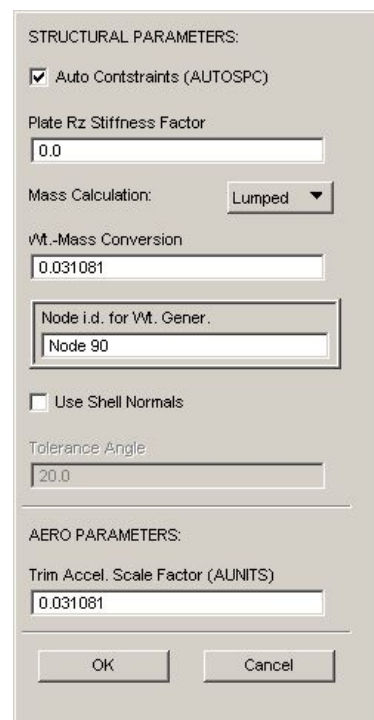 STRUCTURAL PARAMETERS:
Auto Contstraints (AUTOSPC)
Plate Rz Stiffness Factor
0.0
Mass Calculation: Lumped
Wt.-Mass Conversion
0.031081
Node i.d. for Wt. Gener.
Node 90
Use Shell Normals
Tolerance Angle
20.0
AERO PARAMETERS:
Trim Accel. Scale Factor (AUNITS)
0.031081
OK Cancel